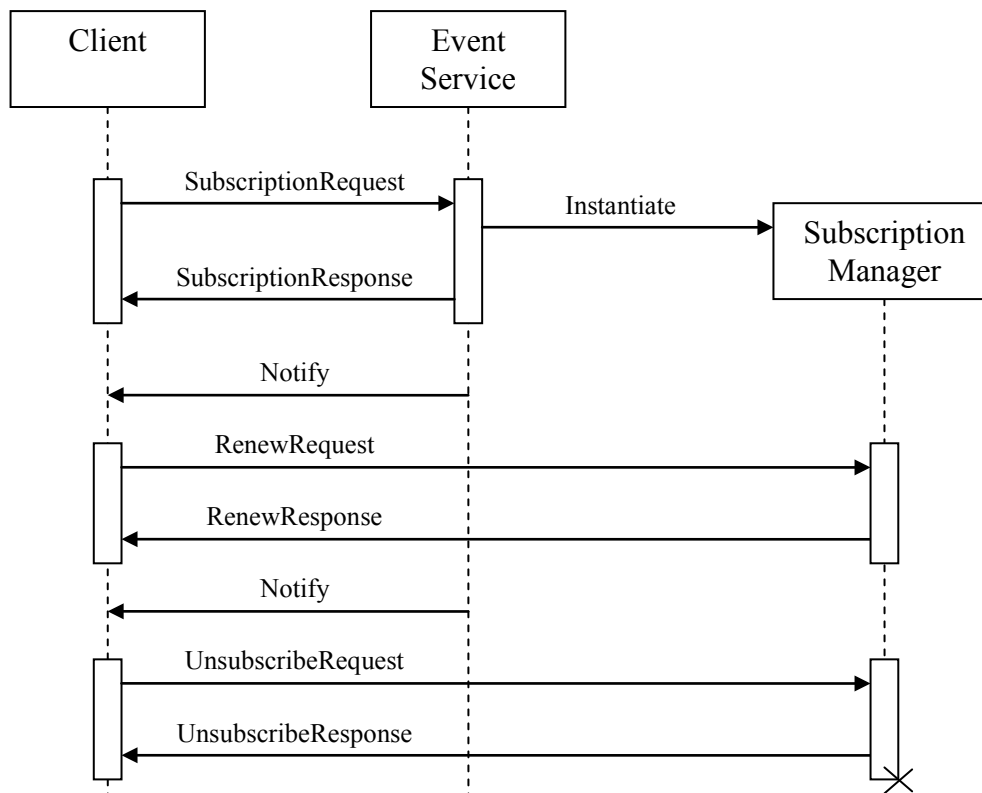 Client
Event
Service
SubscriptionRequest
Instantiate
Subscription
Manager
SubscriptionResponse
Notify
RenewRequest
RenewResponse
Notify
UnsubscribeRequest
UnsubscribeResponse